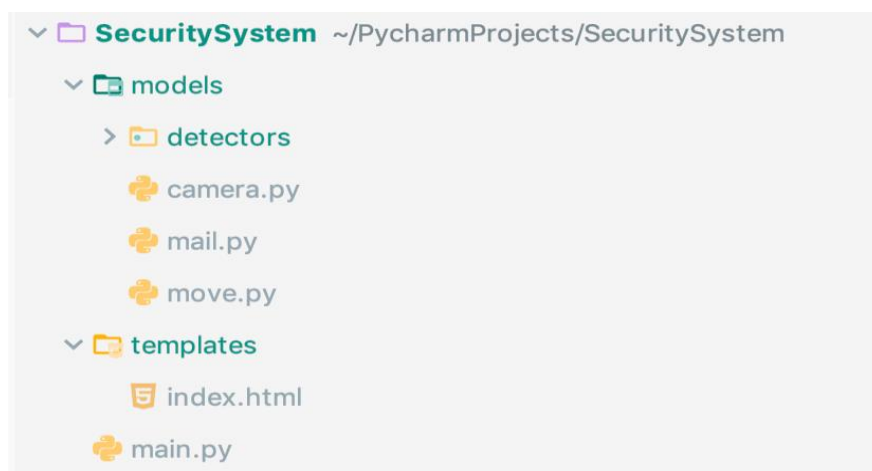 SecuritySystem ~/PycharmProjects/SecuritySystem
models
detectors
camera.py
mail.py
move.py
templates
index.html
main.py